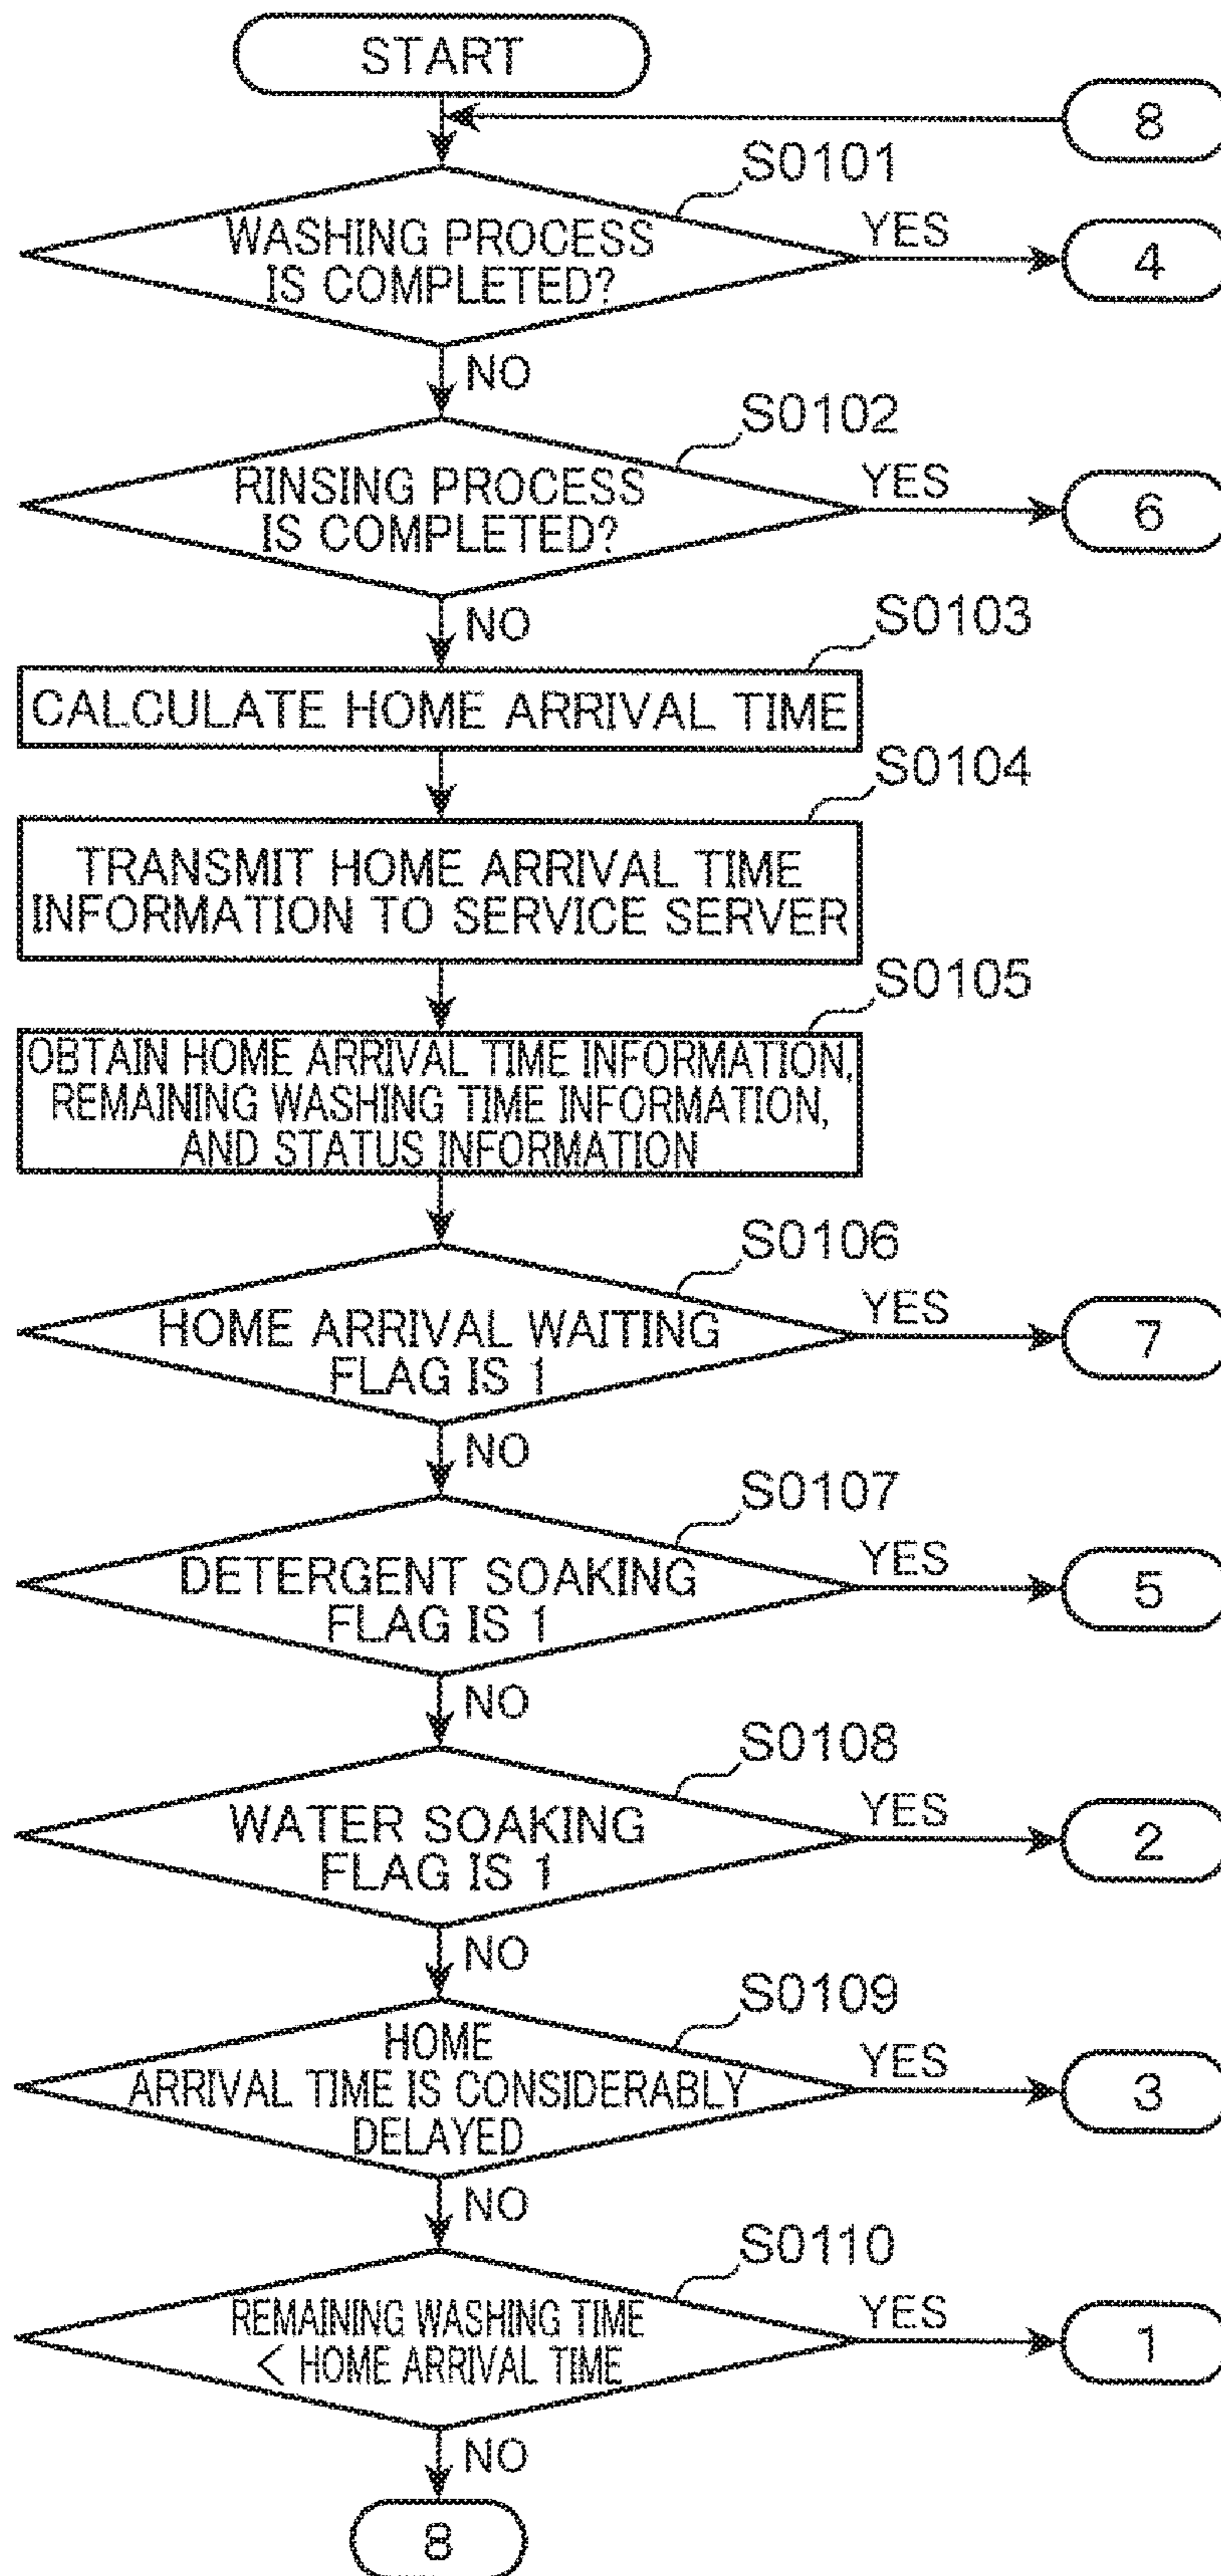 START
8
S0101
WASHING PROCESS
IS COMPLETED?
YES
4
NO
S0102
RINSING PROCESS
IS COMPLETED?
YES
6
NO
S0103
CALCULATE HOME ARRIVAL TIME
S0104
TRANSMIT HOME ARRIVAL TIME
INFORMATION TO SERVICE SERVER
S0105
OBTAIN HOME ARRIVAL TIME INFORMATION,
REMAINING WASHING TIME INFORMATION,
AND STATUS INFORMATION
S0106
HOME ARRIVAL WAITING
FLAG IS 1
YES
7
NO
S0107
DETERGENT SOAKING
FLAG IS 1
YES
5
NO
S0108
WATER SOAKING
FLAG IS 1
YES
2
NO
S0109
HOME
ARRIVAL TIME IS CONSIDERABLY
DELAYED
YES
3
NO
S0110
REMAINING WASHING TIME
< HOME ARRIVAL TIME
YES
1
NO
8